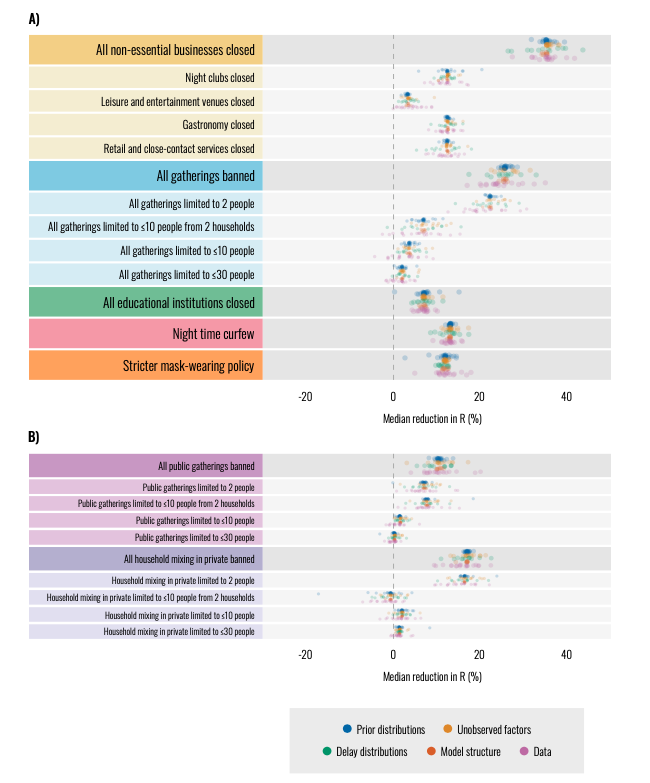 A)
All non-essential businesses closed
Night clubs closed
Leisure and entertainment venues closed
Gastronomy closed
Retail and close-contact services closed
All gatherings banned
All gatherings limited to 2 people
All gatherings limited to ≤10 people from 2 households
All gatherings limited to ≤10 people
All gatherings limited to ≤30 people
All educational institutions closed
Night time curfew
Stricter mask-wearing policy
-20 0 20 40
Median reduction in R (%)
B)
All public gatherings banned
Public gatherings limited to 2 people
Public gatherings limited to ≤10 people from 2 households
Public gatherings limited to ≤10 people
Public gatherings limited to ≤30 people
All household mixing in private banned
Household mixing in private limited to 2 people
Household mixing in private limited to ≤10 people from 2 households
Household mixing in private limited to ≤10 people
Household mixing in private limited to ≤30 people
-20 0 20 40
Median reduction in R (%)
Prior distributions Unobserved factors
Delay distributions Model structure Data